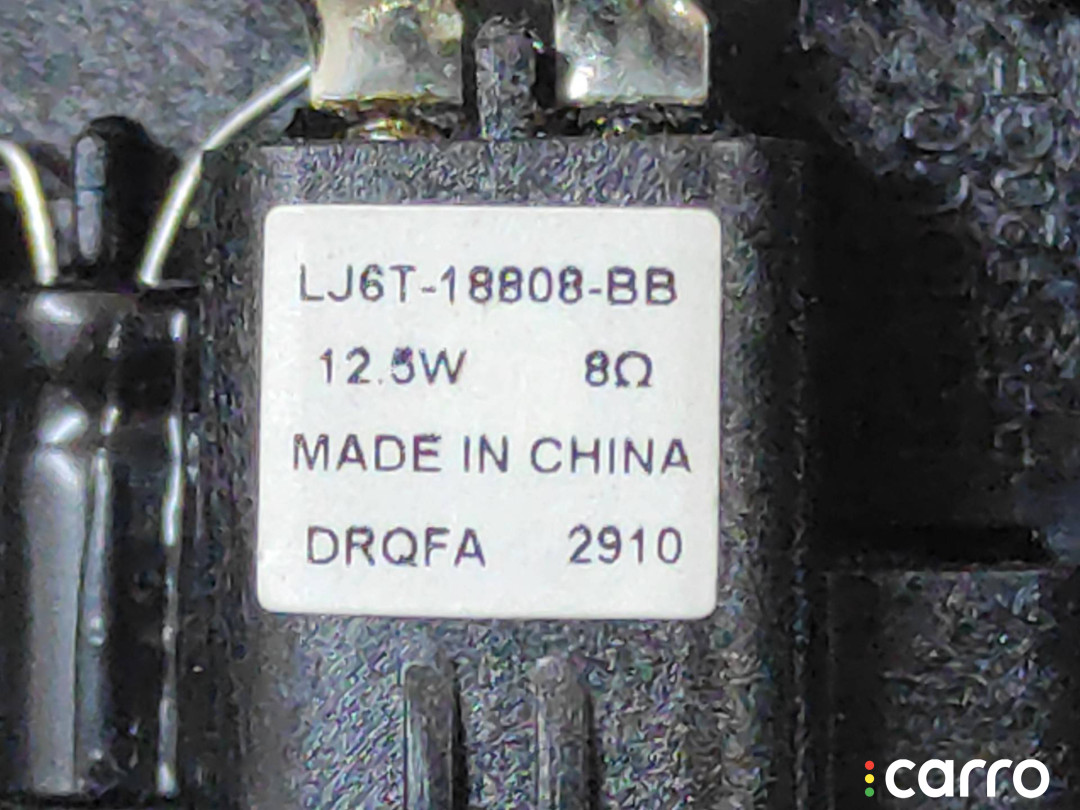 LJ6T-18808-BB
12.5W 8Ω
MADE IN CHINA
DRQFA 2910
carro